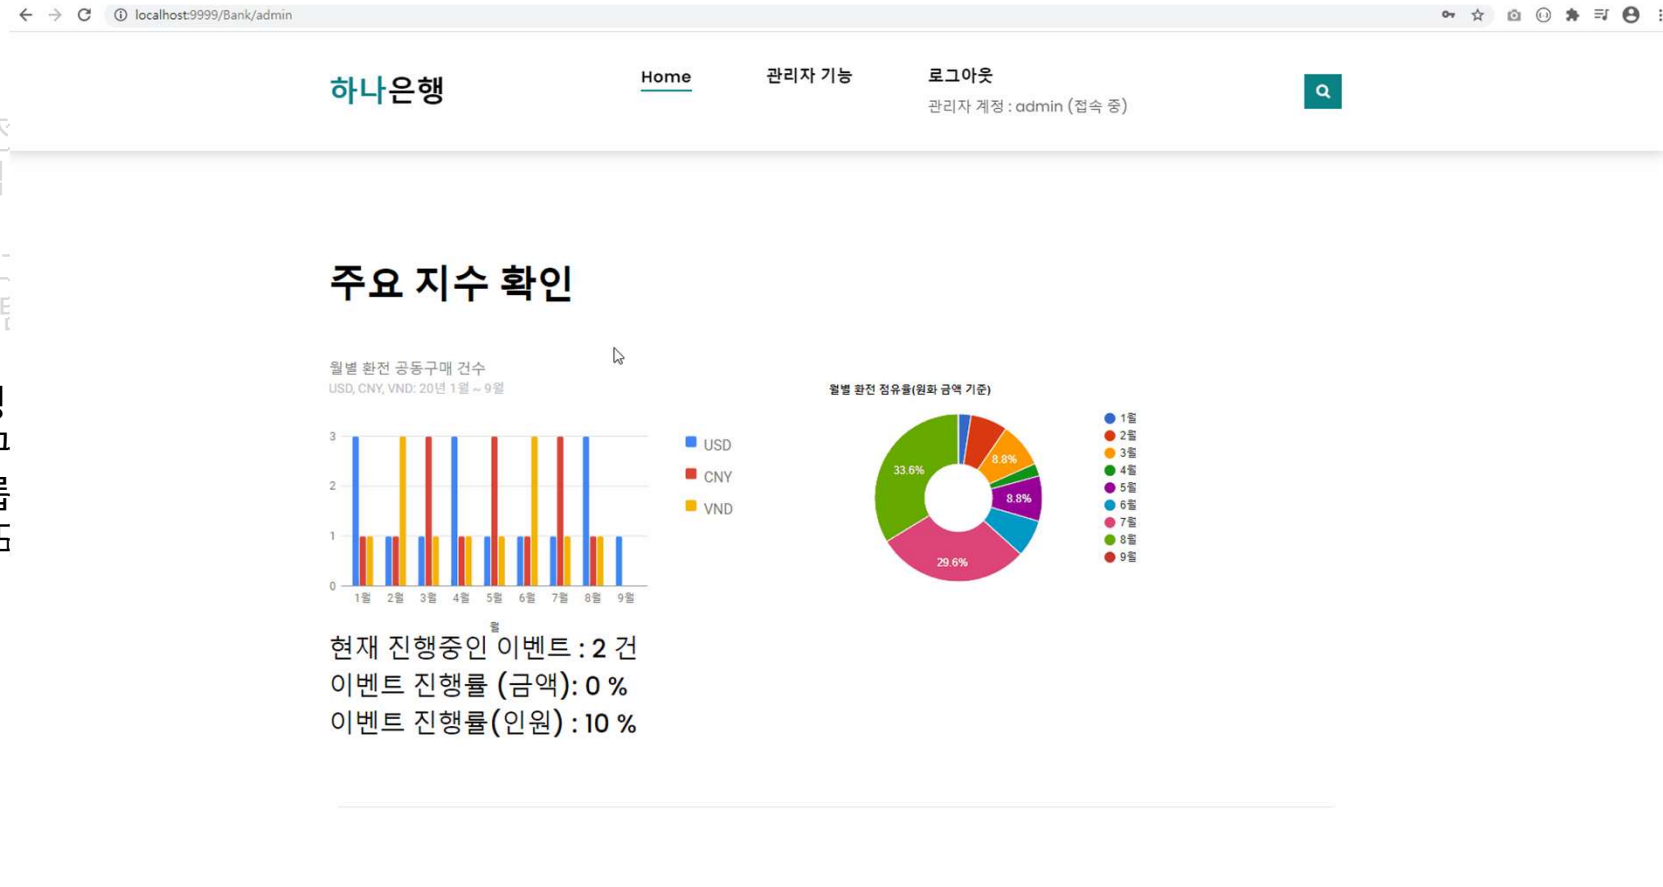 localhost:9999/Bank/admin
하나은행
Home
관리자 기능
로그아웃
관리자 계정 : admin (접속 중)
주요 지수 확인
월별 환전 공동구매 건수
USD, CNY, VND: 20년 1월 ~ 9월
3
2
1
0
1월 2월 3월 4월 5월 6월 7월 8월 9월
월
USD
CNY
VND
월별 환전 점유율(원화 금액 기준)
33.6%
8.8%
8.8%
29.6%
1월
2월
3월
4월
5월
6월
7월
8월
9월
현재 진행중인 이벤트 : 2 건
이벤트 진행률 (금액): 0 %
이벤트 진행률(인원) : 10 %